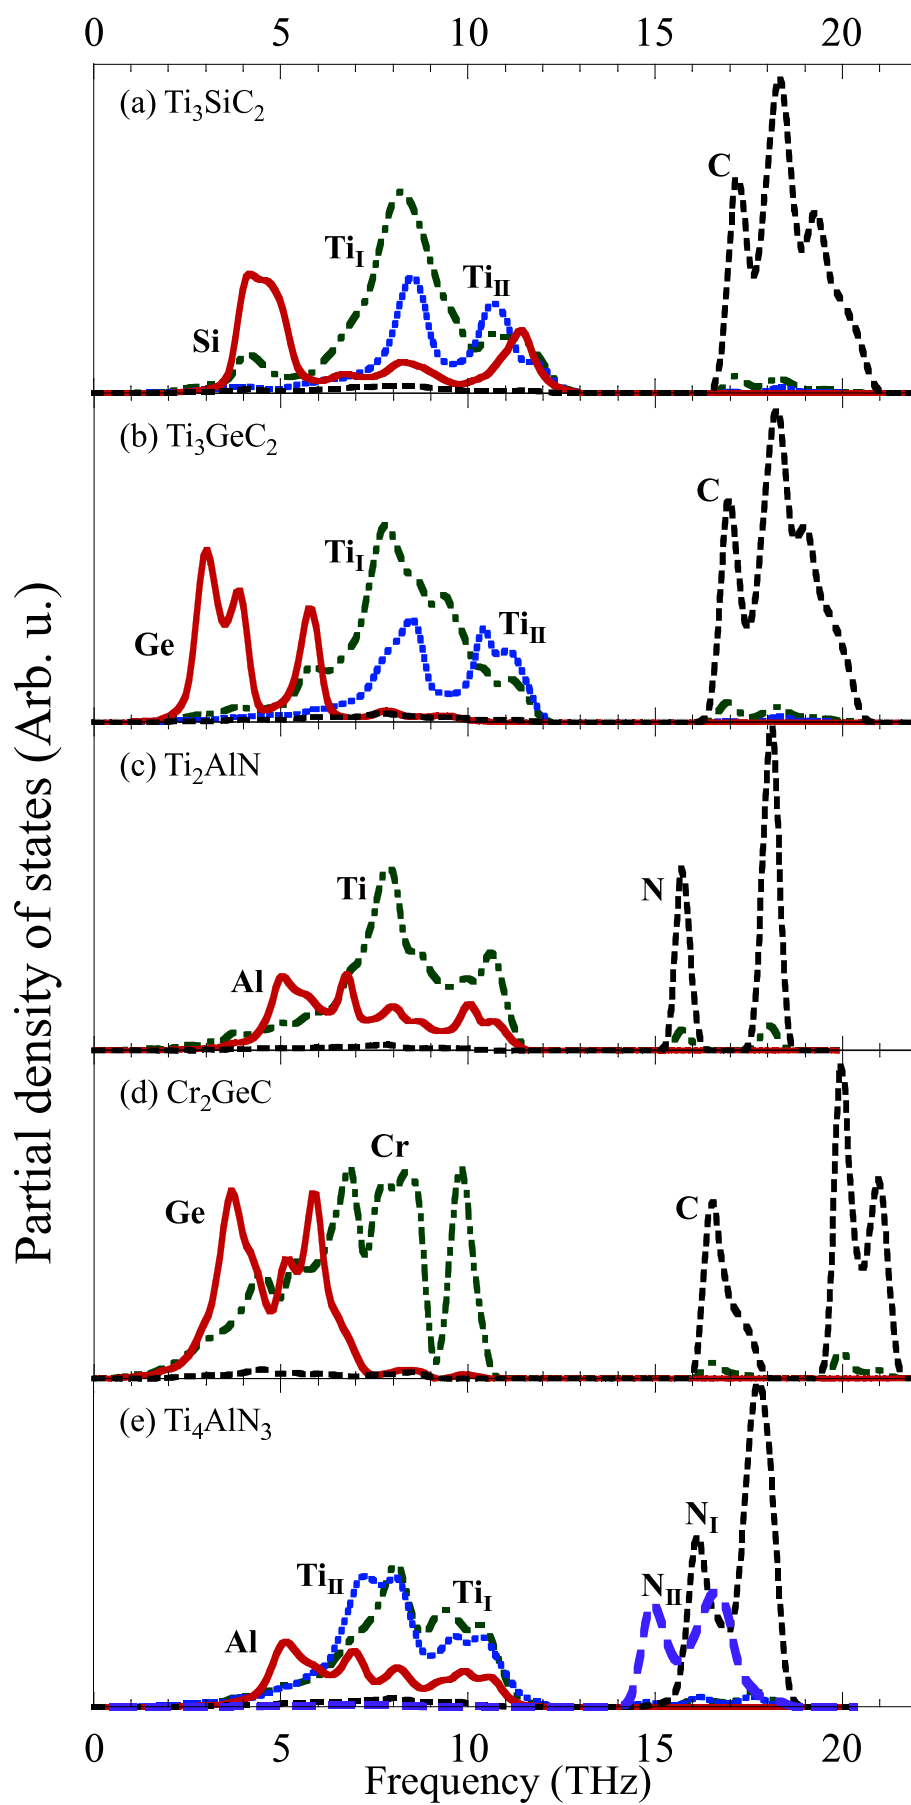 0 5 10 15 20
(a) Ti3SiC2
C
TiI
TiII
Si
(b) Ti3GeC2
C
TiI
TiII
Ge
Partial density of states (Arb. u.)
(c) Ti2AlN
Ti
N
Al
(d) Cr2GeC
Cr
Ge
C
(e) Ti4AlN3
NI
TiII
TiI
NII
Al
0 5 10 15 20
Frequency (THz)